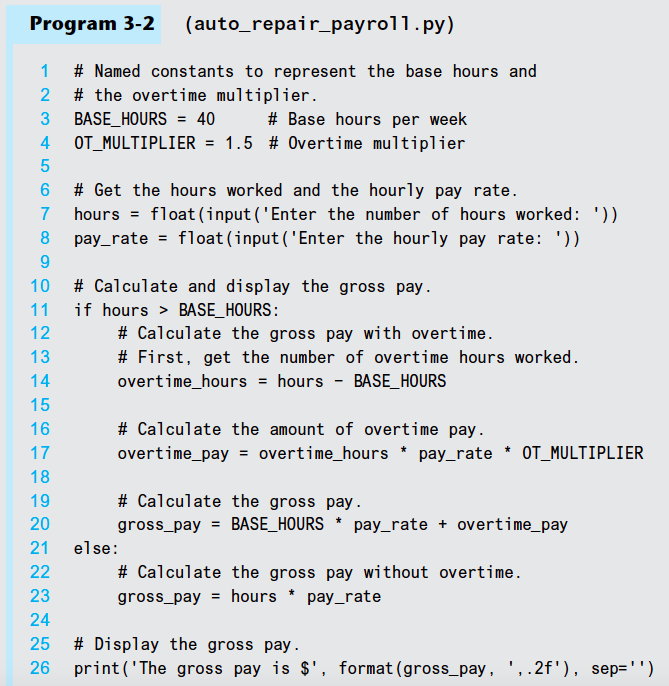 Program 3-2 (auto_repair_payroll.py)
1 # Named constants to represent the base hours and
2 # the overtime multiplier.
3 BASE_HOURS = 40 # Base hours per week
4 OT_MULTIPLIER = 1.5 # Overtime multiplier
5
6 # Get the hours worked and the hourly pay rate.
7 hours = float(input('Enter the number of hours worked: '))
8 pay_rate = float(input('Enter the hourly pay rate: '))
9
10 # Calculate and display the gross pay.
11 if hours > BASE_HOURS:
12 # Calculate the gross pay with overtime.
13 # First, get the number of overtime hours worked.
14 overtime_hours = hours − BASE_HOURS
15
16 # Calculate the amount of overtime pay.
17 overtime_pay = overtime_hours * pay_rate * OT_MULTIPLIER
18
19 # Calculate the gross pay.
20 gross_pay = BASE_HOURS * pay_rate + overtime_pay
21 else:
22 # Calculate the gross pay without overtime.
23 gross_pay = hours * pay_rate
24
25 # Display the gross pay.
26 print('The gross pay is $', format(gross_pay, ',.2f'), sep='')